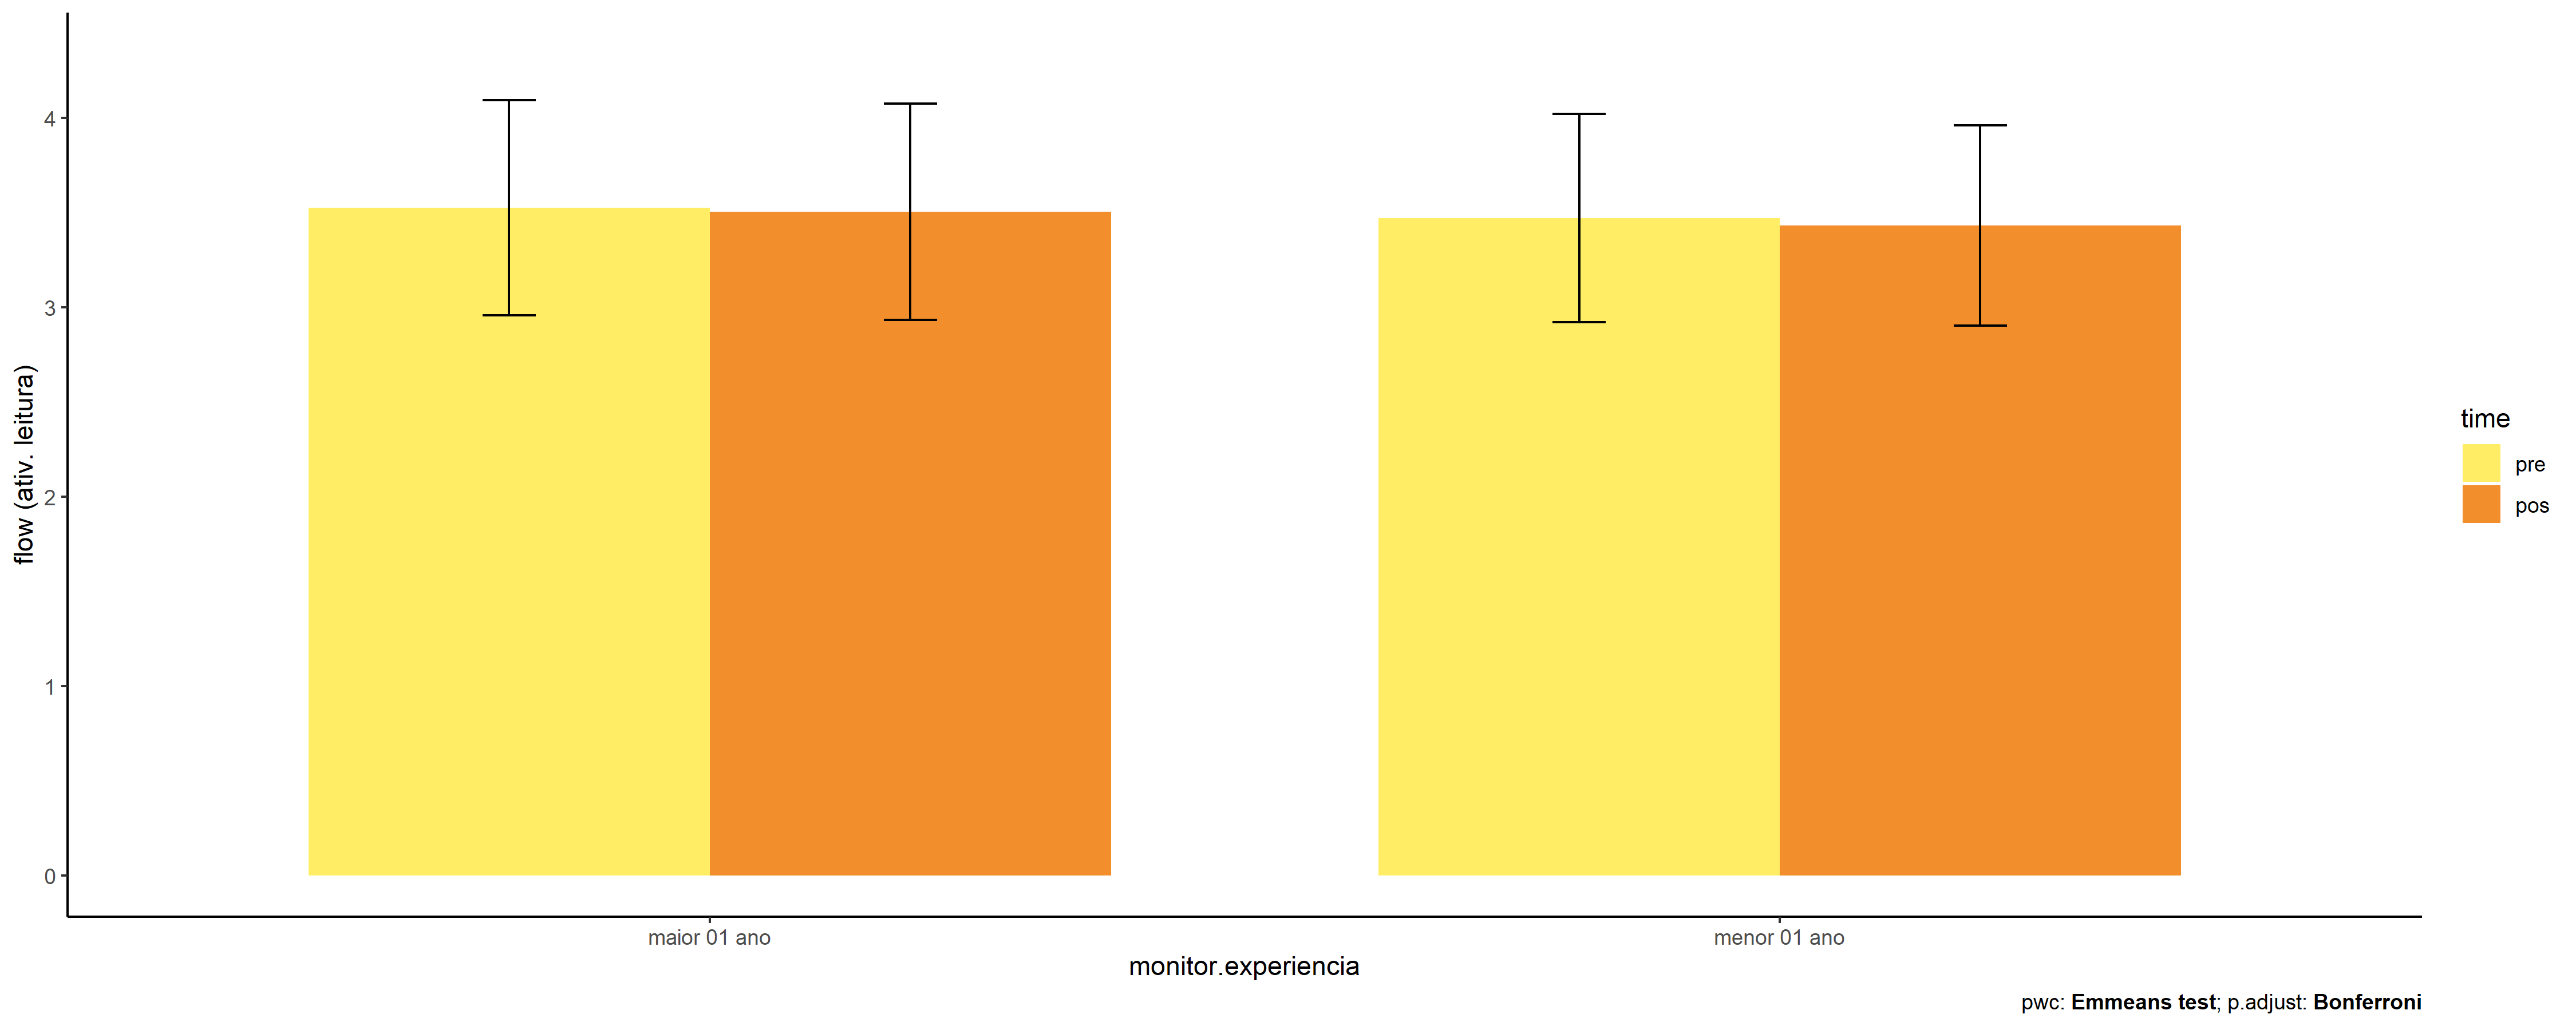 flow (ativ. leitura)
4
3
2
1
0
maior 01 ano
menor 01 ano
monitor.experiencia
time
pre
pos
pwc: Emmeans test; p.adjust: Bonferroni